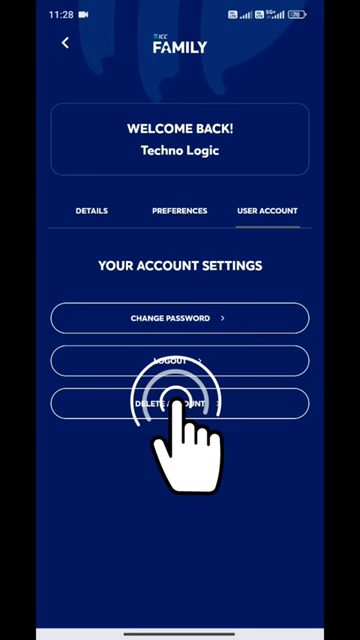 11:28
5G+
ICC
FAMILY
WELCOME BACK!
Techno Logic
DETAILS PREFERENCES USER ACCOUNT
YOUR ACCOUNT SETTINGS
CHANGE PASSWORD >
LOGOUT >
DELETE ACCOUNT >